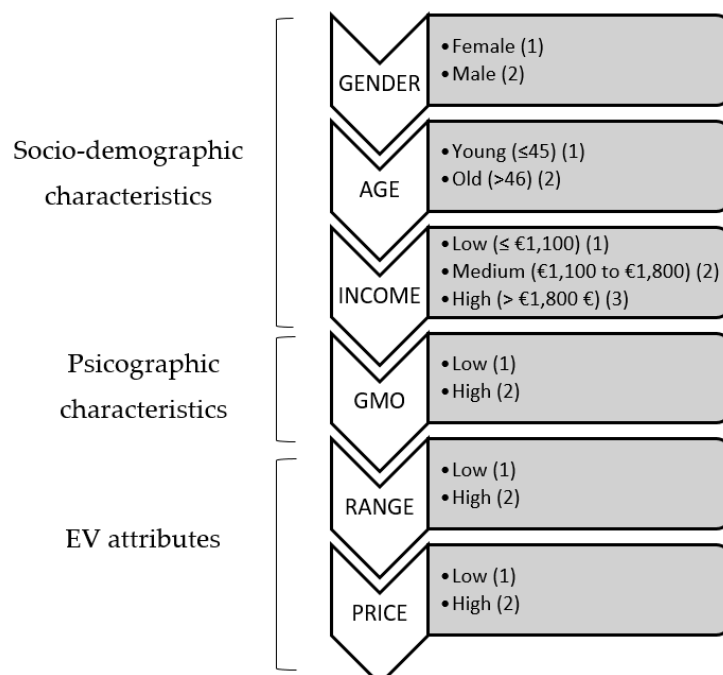 Socio-demographic
characteristics
GENDER
•Female (1)
•Male (2)
AGE
•Young (≤45) (1)
•Old (>46) (2)
INCOME
•Low (≤ €1,100) (1)
•Medium (€1,100 to €1,800) (2)
•High (> €1,800 €) (3)
Psicographic
characteristics
GMO
•Low (1)
•High (2)
EV attributes
RANGE
•Low (1)
•High (2)
PRICE
•Low (1)
•High (2)